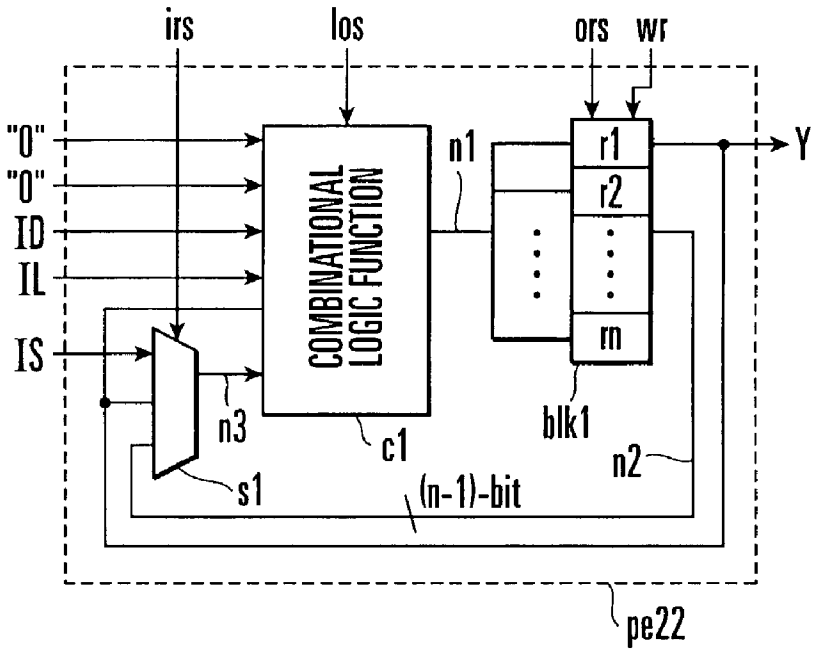 irs
los
ors
wr
"0"
"0"
ID
IL
IS
COMBINATIONAL
LOGIC FUNCTION
n1
r1
r2
rn
Y
n3
c1
blk1
n2
s1
(n-1)-bit
pe22